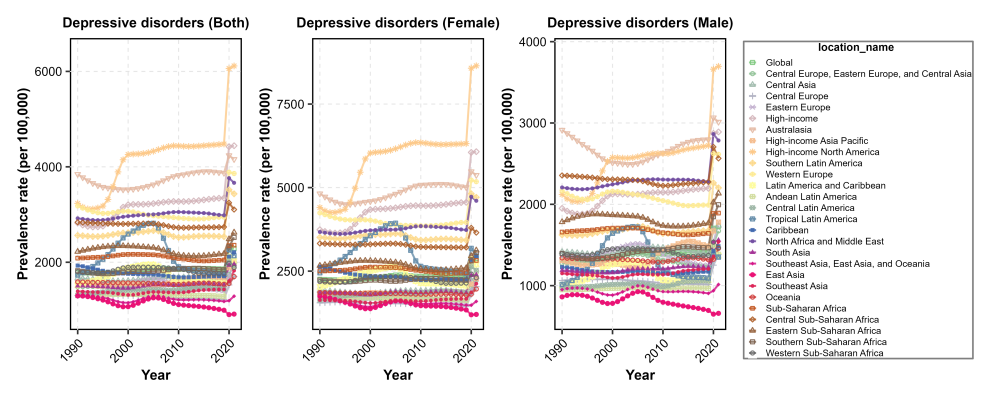 Depressive disorders (Both)
Prevalence rate (per 100,000)
6000
4000
2000
1990
2000
2010
2020
Year
Depressive disorders (Female)
Prevalence rate (per 100,000)
7500
5000
2500
1990
2000
2010
2020
Year
Depressive disorders (Male)
Prevalence rate (per 100,000)
4000
3000
2000
1000
1990
2000
2010
2020
Year
location_name
Global
Central Europe, Eastern Europe, and Central Asia
Central Asia
Central Europe
Eastern Europe
High-income
Australasia
High-income Asia Pacific
High-income North America
Southern Latin America
Western Europe
Latin America and Caribbean
Andean Latin America
Central Latin America
Tropical Latin America
Caribbean
North Africa and Middle East
South Asia
Southeast Asia, East Asia, and Oceania
East Asia
Southeast Asia
Oceania
Sub-Saharan Africa
Central Sub-Saharan Africa
Eastern Sub-Saharan Africa
Southern Sub-Saharan Africa
Western Sub-Saharan Africa